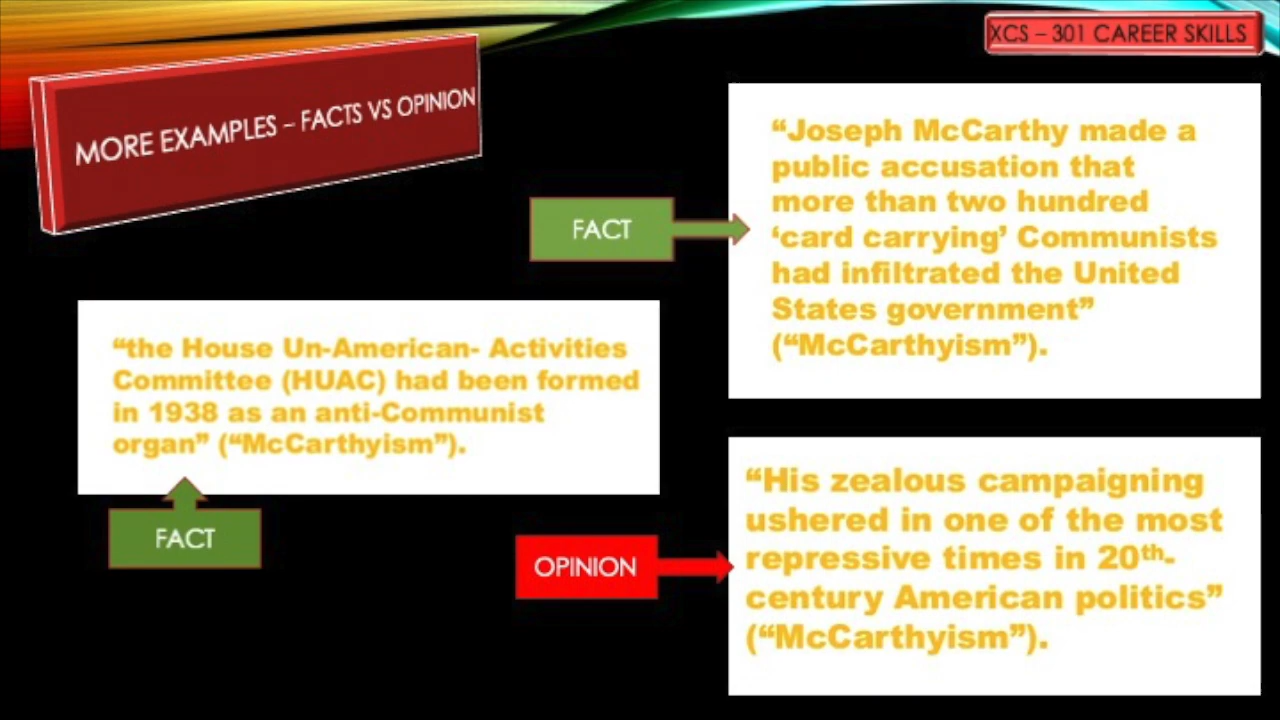 XCS – 301 CAREER SKILLS
MORE EXAMPLES – FACTS VS OPINION
FACT
“Joseph McCarthy made a
public accusation that
more than two hundred
‘card carrying’ Communists
had infiltrated the United
States government”
(“McCarthyism”).
“the House Un-American- Activities
Committee (HUAC) had been formed
in 1938 as an anti-Communist
organ” (“McCarthyism”).
FACT
OPINION
“His zealous campaigning
ushered in one of the most
repressive times in 20th-
century American politics”
(“McCarthyism”).